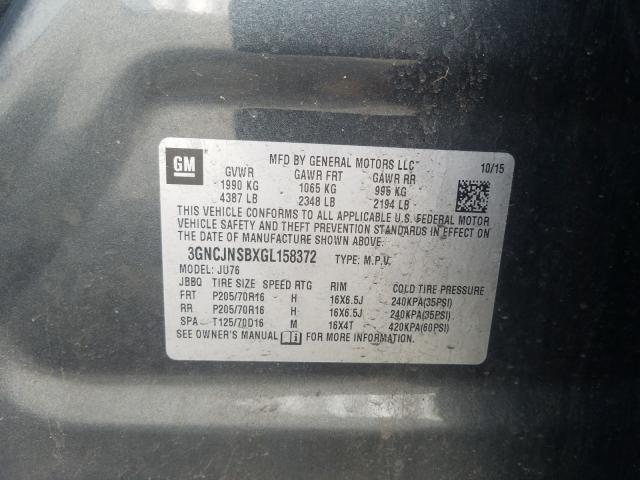 GM
MFD BY GENERAL MOTORS LLC
10/15
GVWR GAWR FRT GAWR RR
1990 KG 1065 KG 995 KG
4387 LB 2348 LB 2194 LB
THIS VEHICLE CONFORMS TO ALL APPLICABLE U.S. FEDERAL MOTOR
VEHICLE SAFETY AND THEFT PREVENTION STANDARDS IN EFFECT
ON THE DATE OF MANUFACTURE SHOWN ABOVE.
3GNCJNSBXGL158372 TYPE: M.P.V.
MODEL: JU76
JBBQ TIRE SIZE SPEED RTG RIM COLD TIRE PRESSURE
FRT P205/70R16 H 16X6.5J 240KPA(35PSI)
RR P205/70R16 H 16X6.5J 240KPA(35PSI)
SPA T125/70D16 M 16X4T 420KPA(60PSI)
SEE OWNER'S MANUAL FOR MORE INFORMATION.